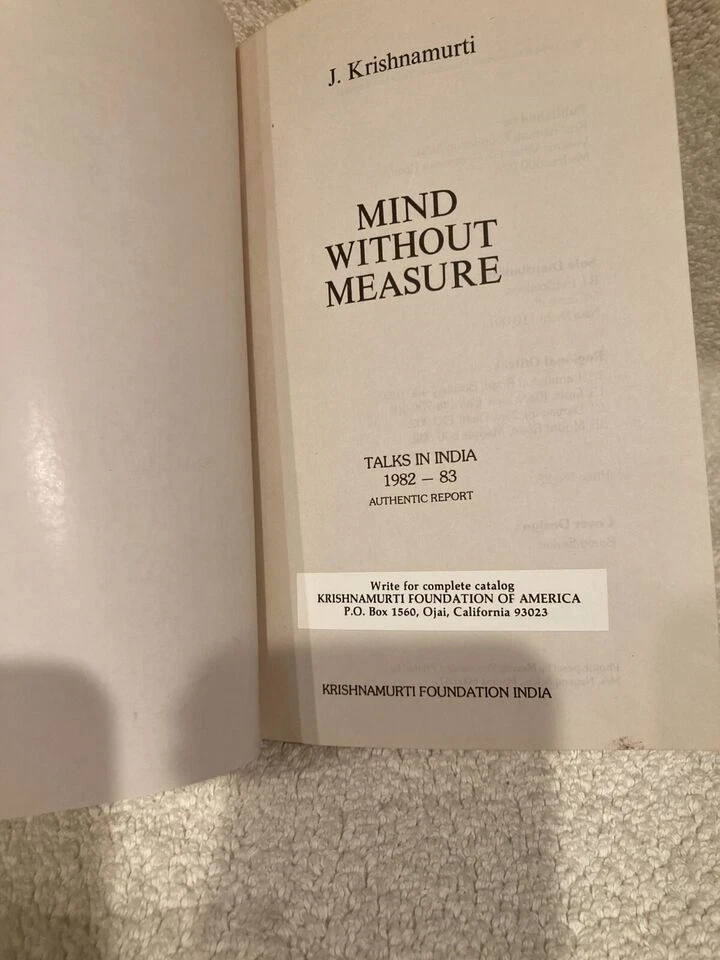 J. Krishnamurti
MIND
WITHOUT
MEASURE
TALKS IN INDIA
1982 — 83
AUTHENTIC REPORT
Write for complete catalog
KRISHNAMURTI FOUNDATION OF AMERICA
P.O. Box 1560, Ojai, California 93023
KRISHNAMURTI FOUNDATION INDIA